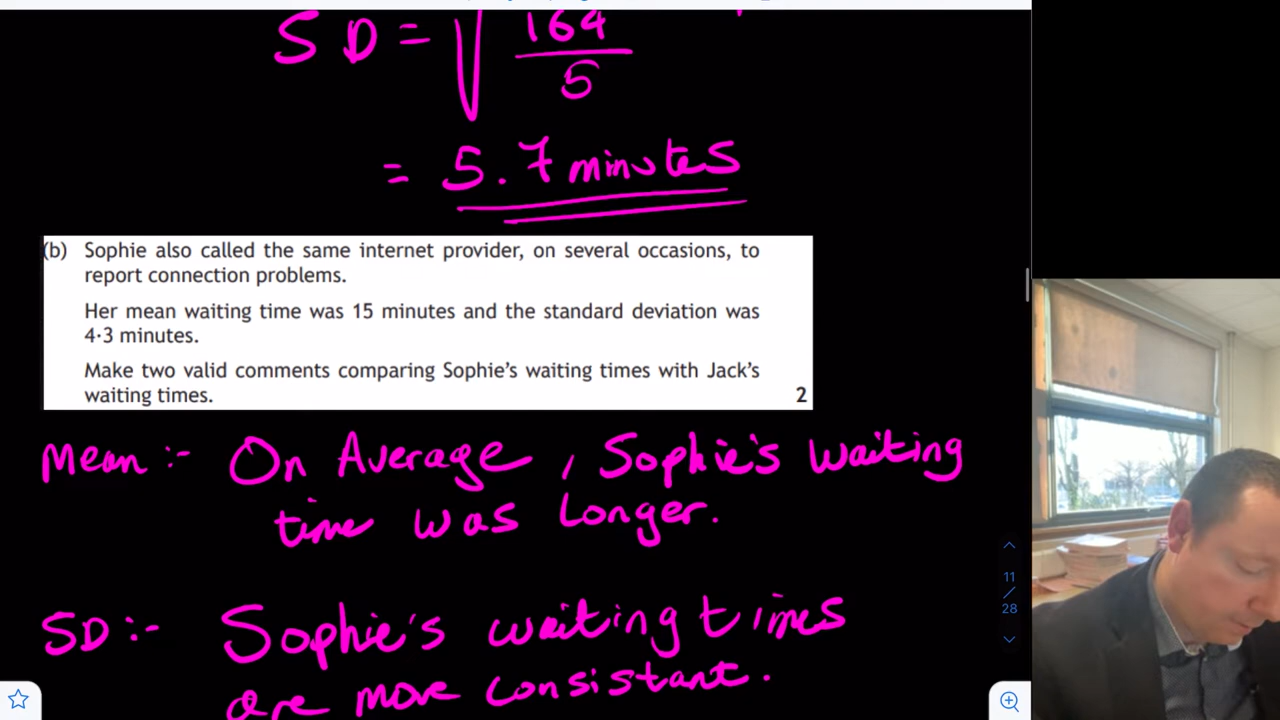 SD = √ 164
5
= 5.7 minutes
(b) Sophie also called the same internet provider, on several occasions, to
report connection problems.
Her mean waiting time was 15 minutes and the standard deviation was
4·3 minutes.
Make two valid comments comparing Sophie's waiting times with Jack's
waiting times.
2
Mean :- On Average, Sophie's waiting
time was longer.
SD :- Sophie's waiting times
are more consistant.
11
/
28